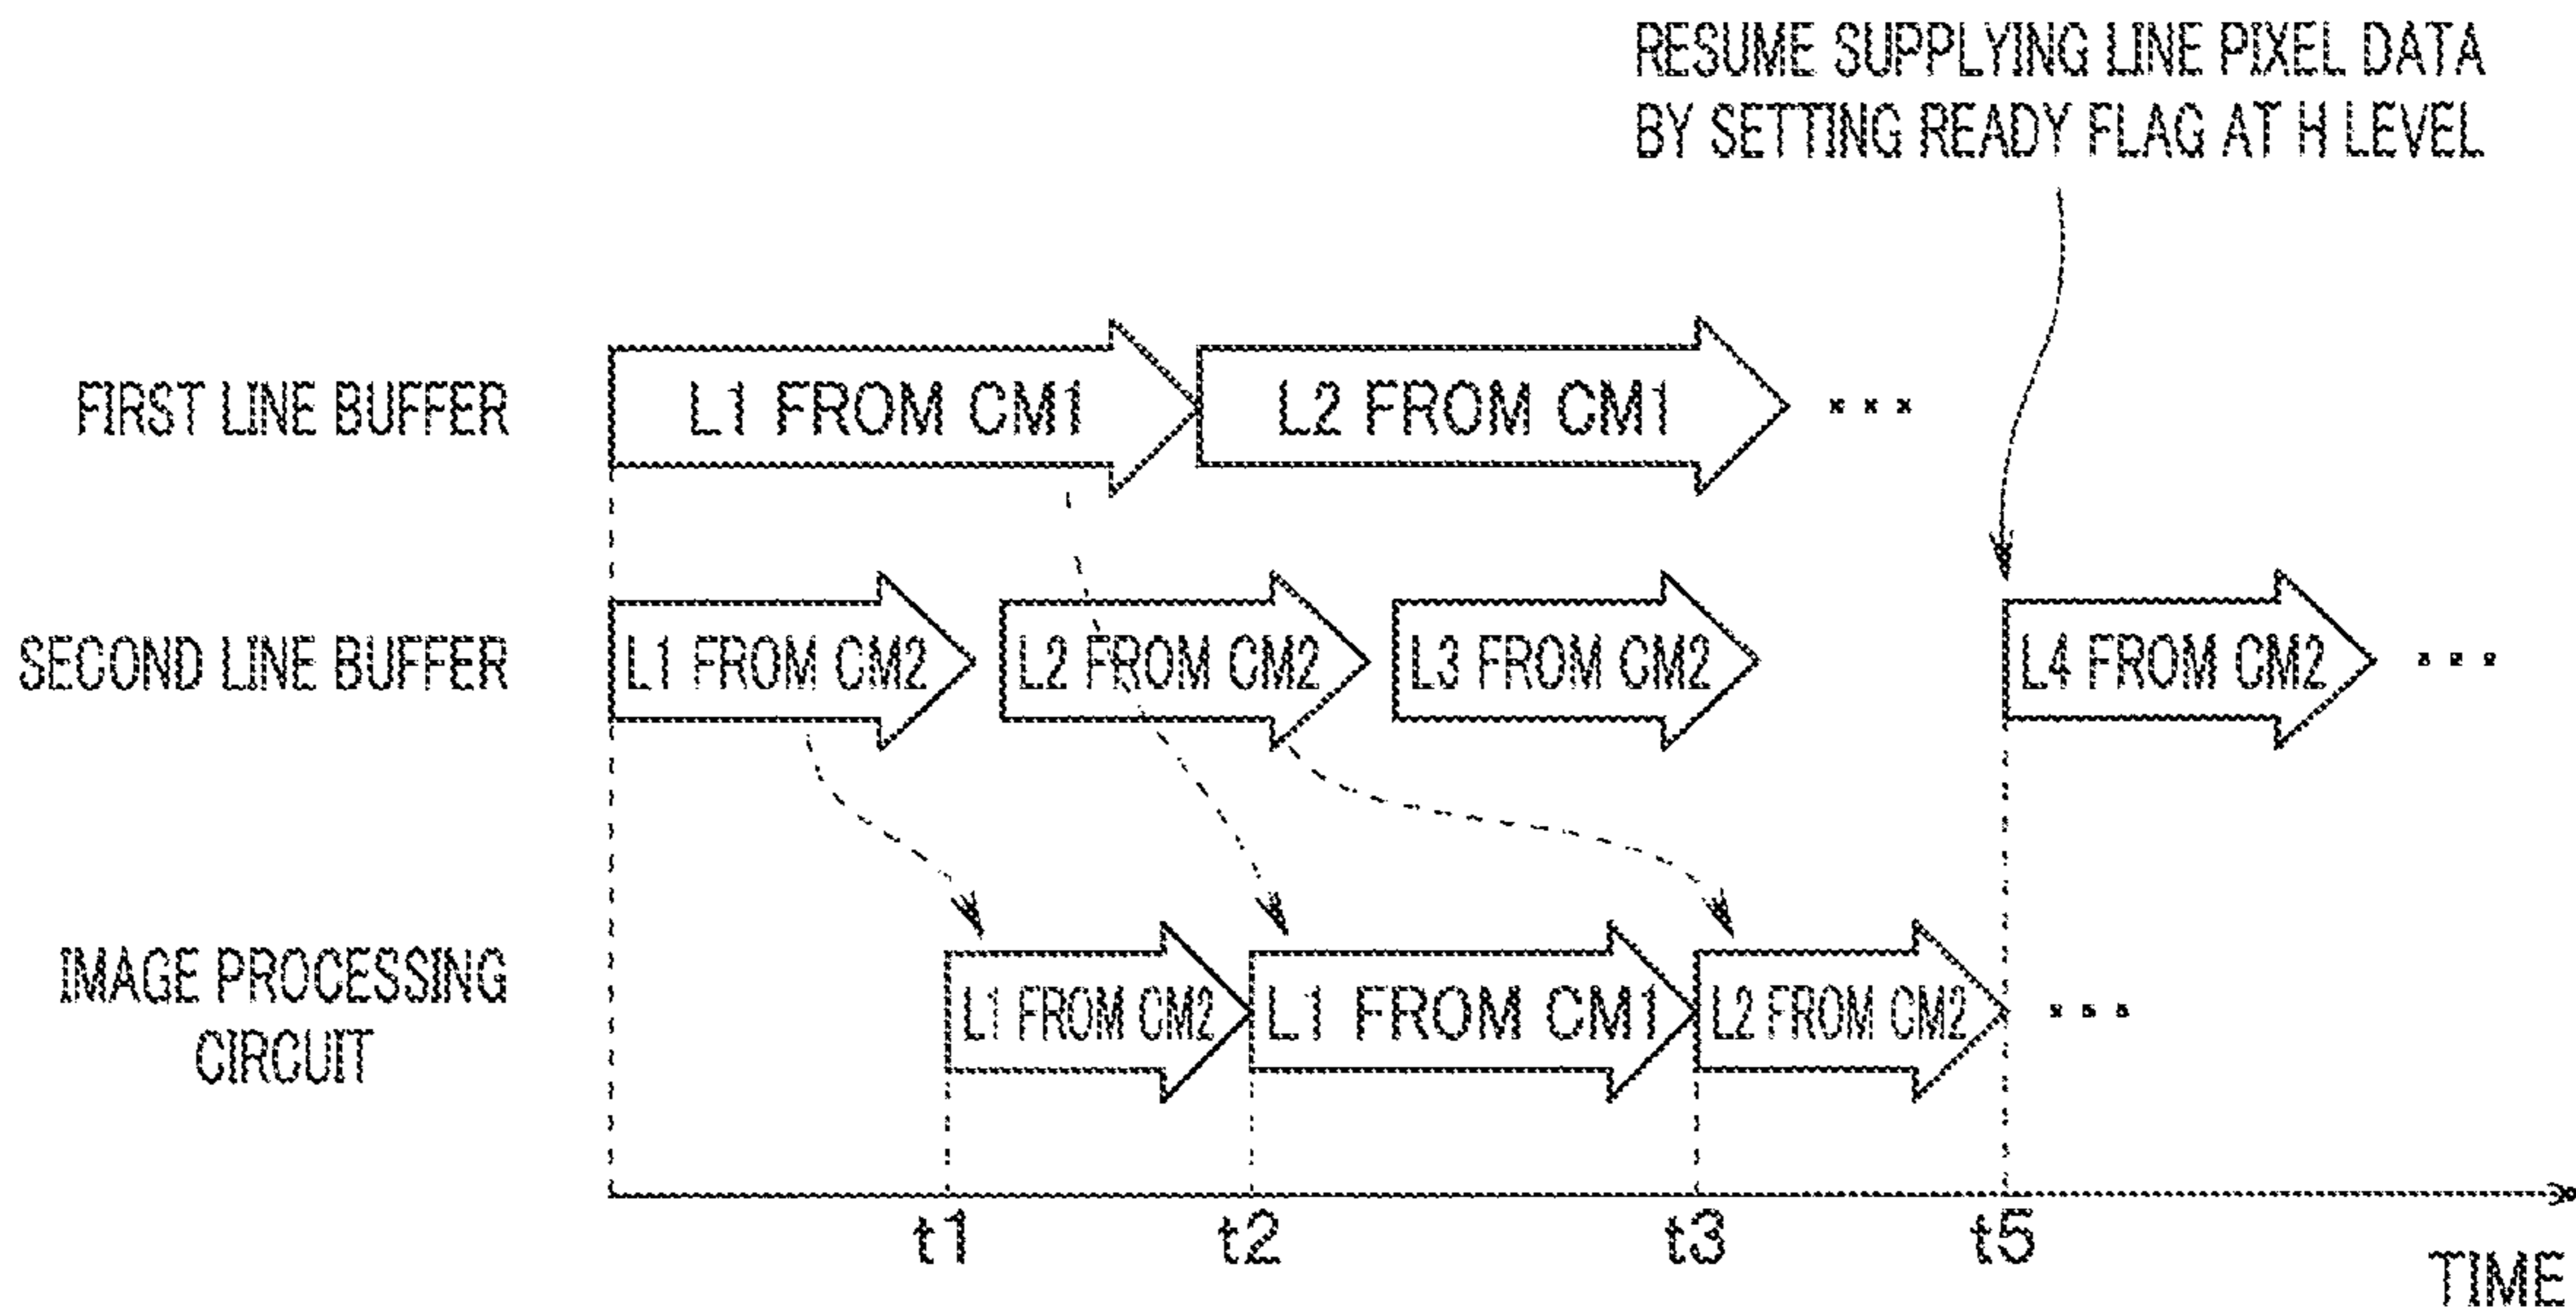 RESUME SUPPLYING LINE PIXEL DATA
BY SETTING READY FLAG AT H LEVEL
FIRST LINE BUFFER
L1 FROM CM1
L2 FROM CM1
SECOND LINE BUFFER
L1 FROM CM2
L2 FROM CM2
L3 FROM CM2
L4 FROM CM2
IMAGE PROCESSING
CIRCUIT
L1 FROM CM2
L1 FROM CM1
L2 FROM CM2
t1
t2
t3
t5
TIME